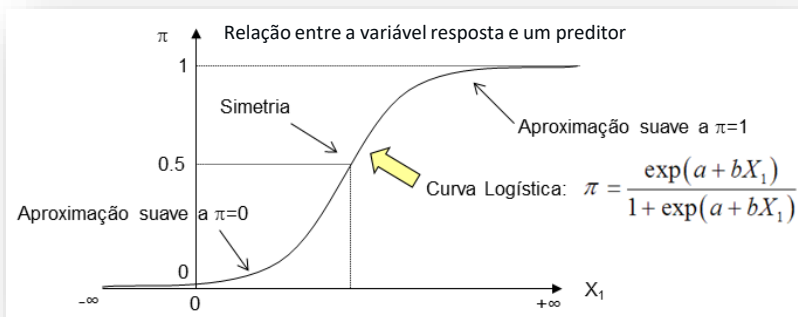 π
Relação entre a variável resposta e um preditor
1
Simetria
Aproximação suave a π=1
0.5
Curva Logística: π = exp(a + bX₁) / 1 + exp(a + bX₁)
Aproximação suave a π=0
0
X₁
-∞
0
+∞